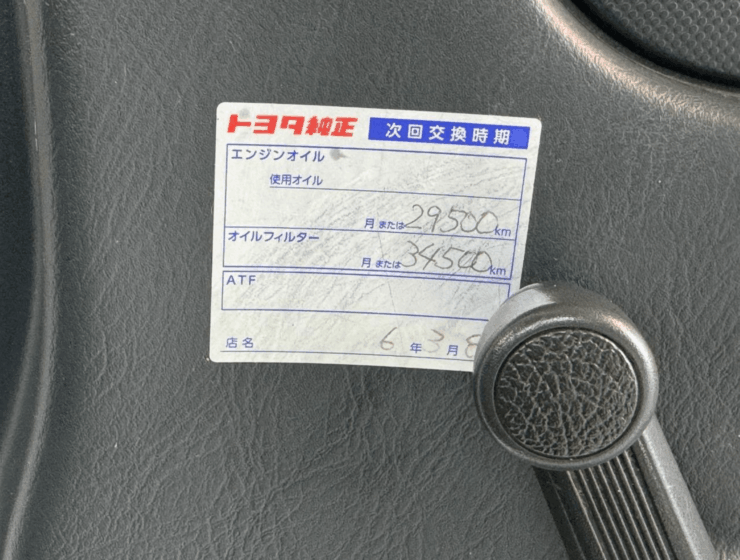 トヨタ純正 次回交換時期
エンジンオイル
使用オイル
月または29500km
オイルフィルター
月または34500km
ATF
店名 6年3月8